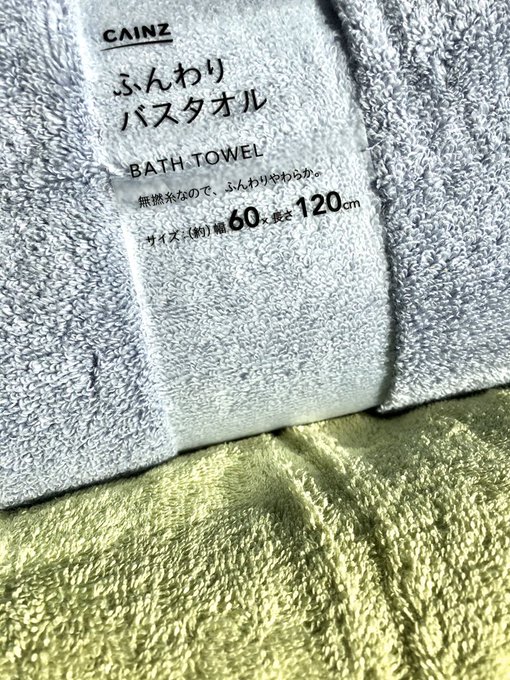 CAINZ
ふんわり
バスタオル
BATH TOWEL
無撚糸なので、ふんわりやわらか。
サイズ:(約)幅60×長さ120cm